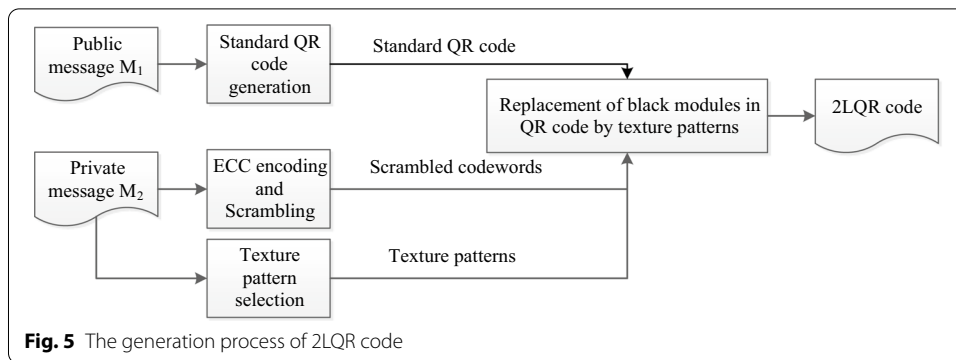 Public
message M₁
Standard QR
code
generation
Standard QR code
Replacement of black modules in
QR code by texture patterns
2LQR code
Private
message M₂
ECC encoding
and
Scrambling
Scrambled codewords
Texture
pattern
selection
Texture patterns
Fig. 5 The generation process of 2LQR code